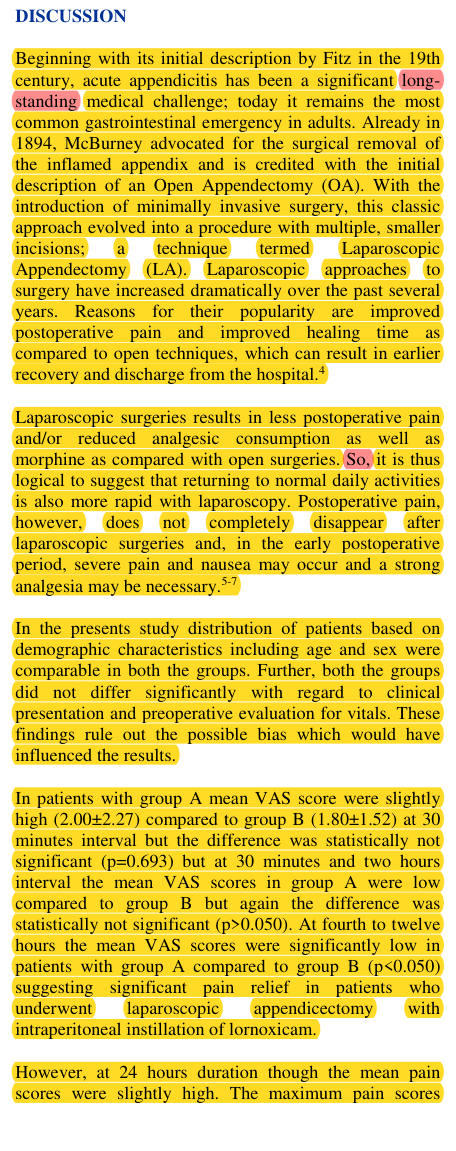 DISCUSSION
Beginning with its initial description by Fitz in the 19th
century, acute appendicitis has been a significant long-
standing medical challenge; today it remains the most
common gastrointestinal emergency in adults. Already in
1894, McBurney advocated for the surgical removal of
the inflamed appendix and is credited with the initial
description of an Open Appendectomy (OA). With the
introduction of minimally invasive surgery, this classic
approach evolved into a procedure with multiple, smaller
incisions; a technique termed Laparoscopic
Appendectomy (LA). Laparoscopic approaches to
surgery have increased dramatically over the past several
years. Reasons for their popularity are improved
postoperative pain and improved healing time as
compared to open techniques, which can result in earlier
recovery and discharge from the hospital.4
Laparoscopic surgeries results in less postoperative pain
and/or reduced analgesic consumption as well as
morphine as compared with open surgeries. So, it is thus
logical to suggest that returning to normal daily activities
is also more rapid with laparoscopy. Postoperative pain,
however, does not completely disappear after
laparoscopic surgeries and, in the early postoperative
period, severe pain and nausea may occur and a strong
analgesia may be necessary.5-7
In the presents study distribution of patients based on
demographic characteristics including age and sex were
comparable in both the groups. Further, both the groups
did not differ significantly with regard to clinical
presentation and preoperative evaluation for vitals. These
findings rule out the possible bias which would have
influenced the results.
In patients with group A mean VAS score were slightly
high (2.00±2.27) compared to group B (1.80±1.52) at 30
minutes interval but the difference was statistically not
significant (p=0.693) but at 30 minutes and two hours
interval the mean VAS scores in group A were low
compared to group B but again the difference was
statistically not significant (p>0.050). At fourth to twelve
hours the mean VAS scores were significantly low in
patients with group A compared to group B (p<0.050)
suggesting significant pain relief in patients who
underwent laparoscopic appendicectomy with
intraperitoneal instillation of lornoxicam.
However, at 24 hours duration though the mean pain
scores were slightly high. The maximum pain scores